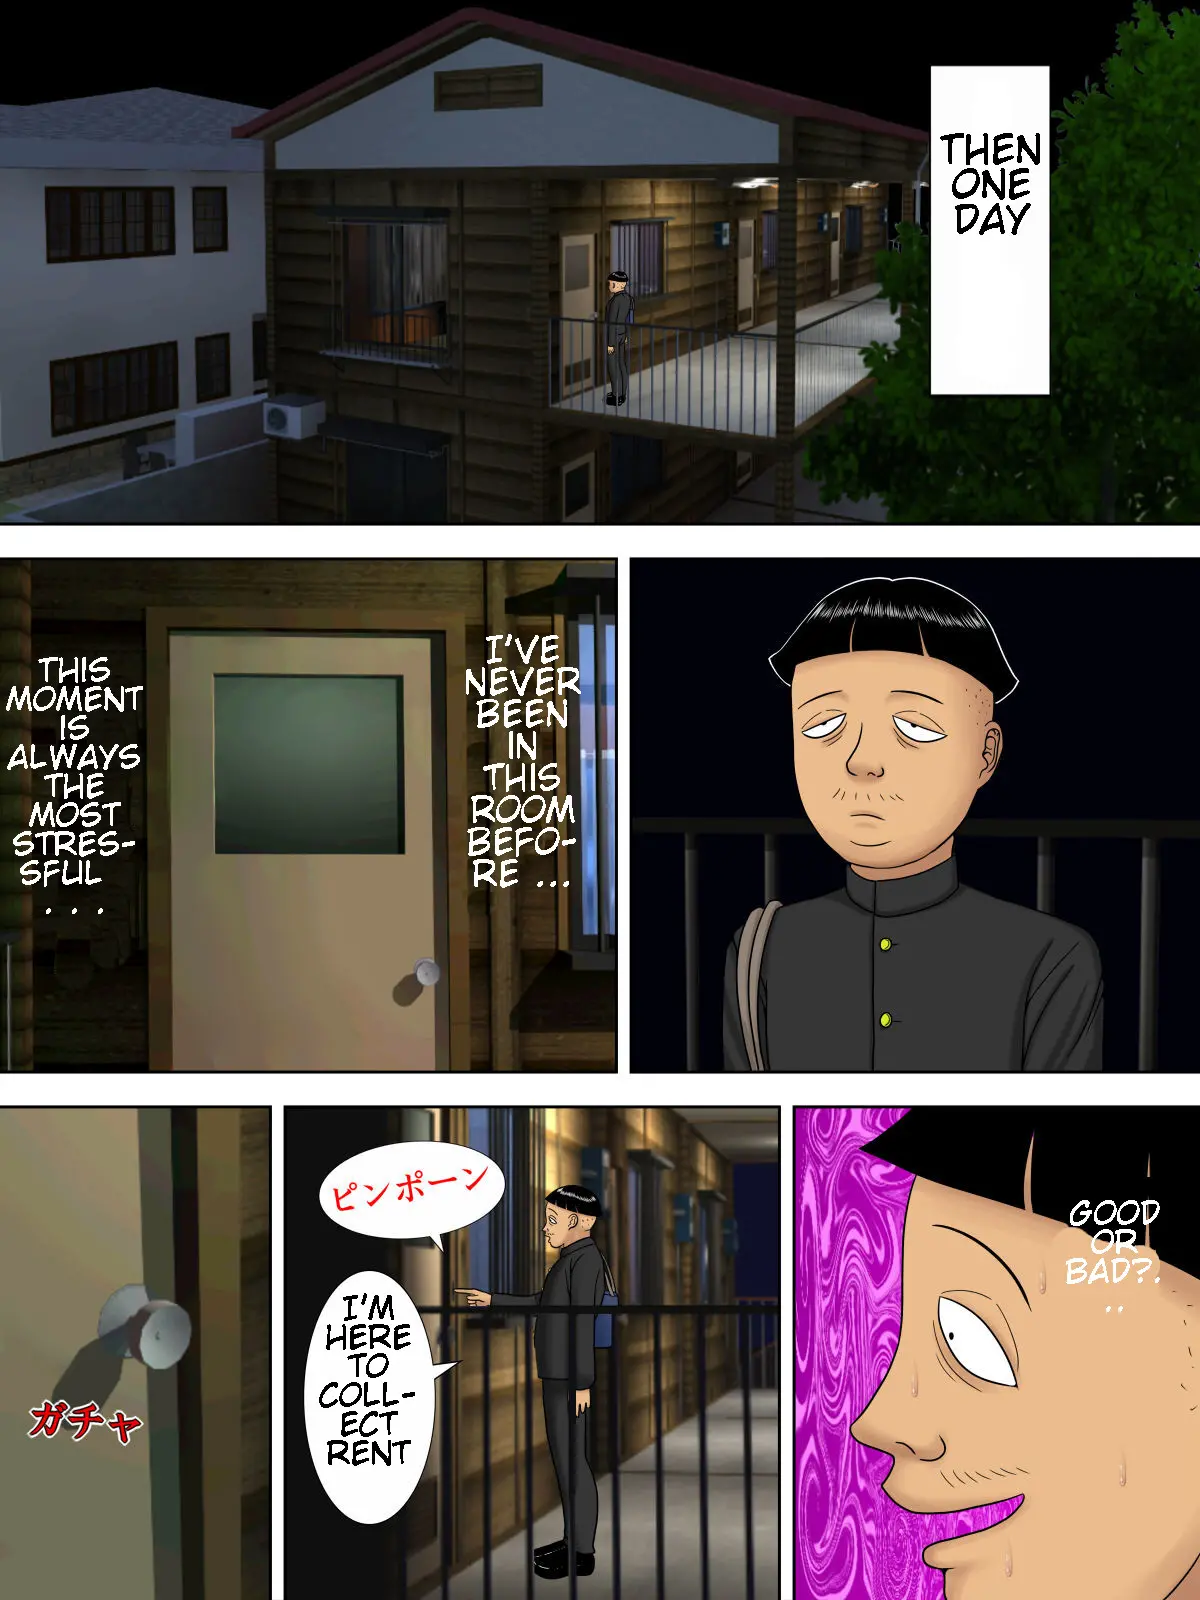 THEN
ONE
DAY
I'VE
NEVER
BEEN
IN
THIS
ROOM
BEFO-
RE ...
THIS
MOMENT
IS
ALWAYS
THE
MOST
STRES-
SFUL
. . .
GOOD
OR
BAD?.
. .
ピンポーン
I'M
HERE
TO
COLL-
ECT
RENT
ガチャ